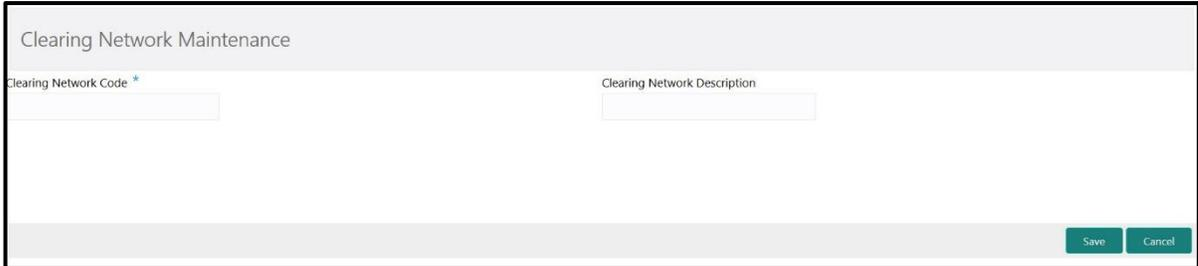 Clearing Network Maintenance
Clearing Network Code *
Clearing Network Description
Save
Cancel